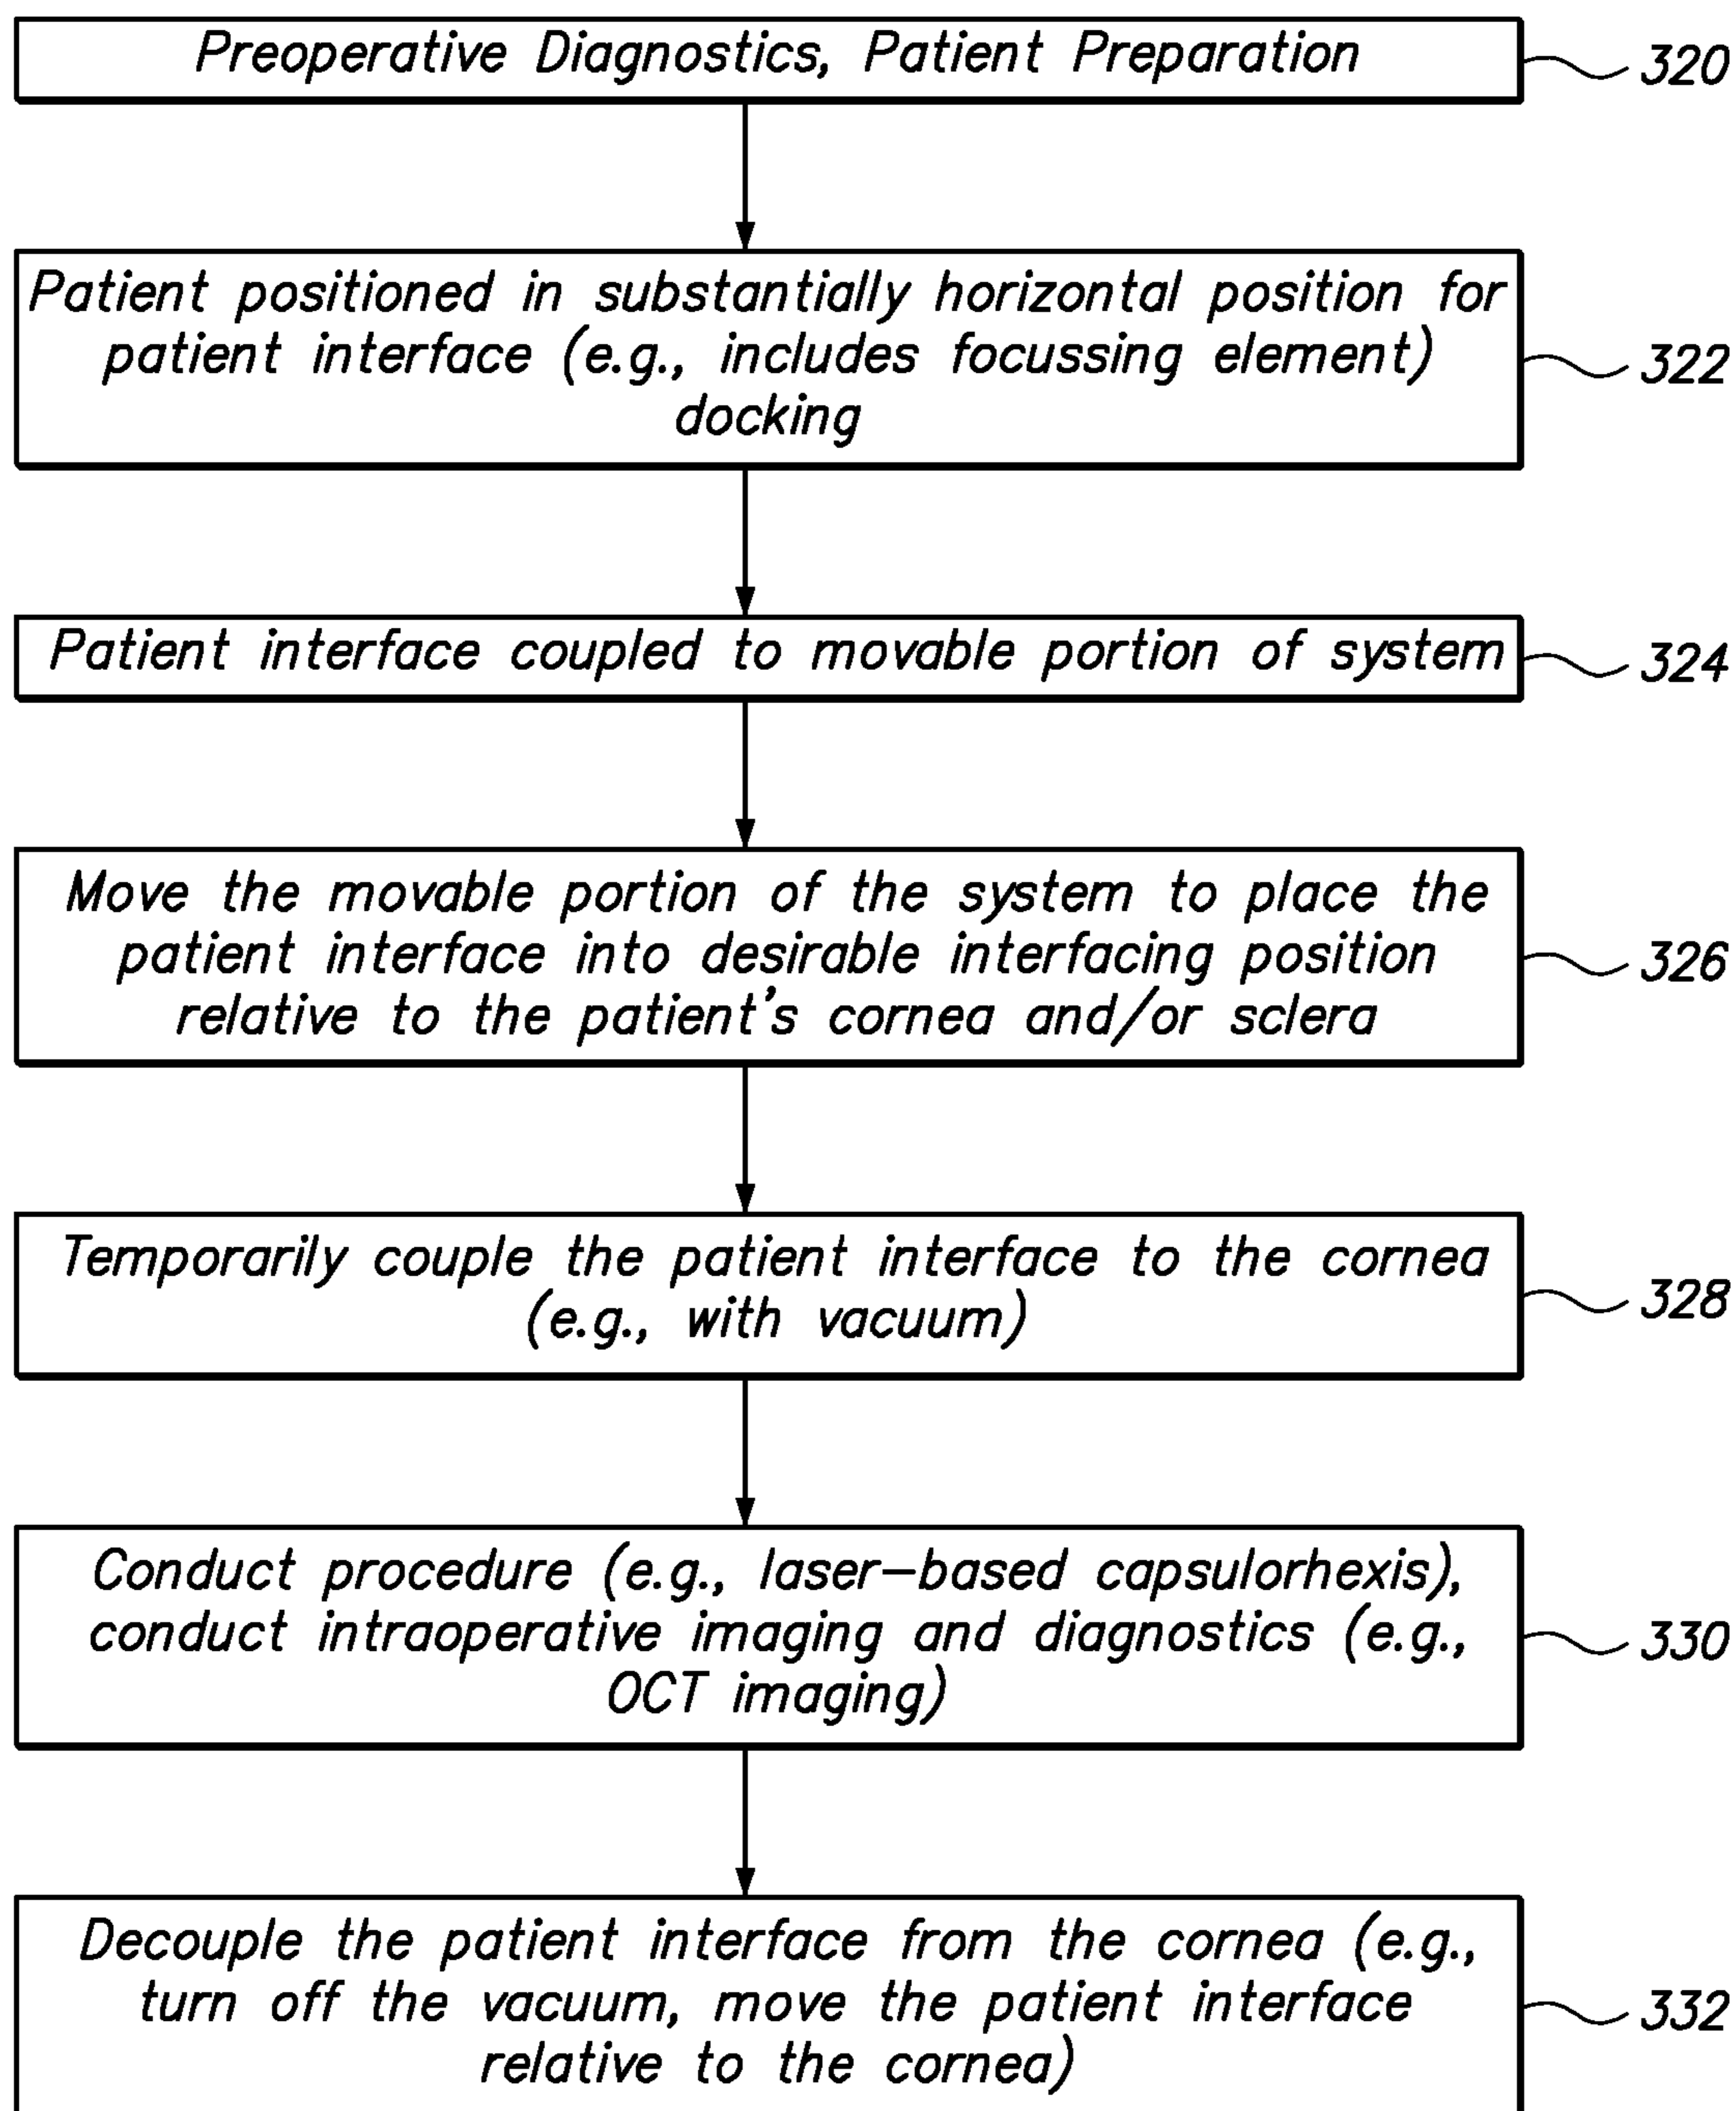 Preoperative Diagnostics, Patient Preparation
320
Patient positioned in substantially horizontal position for
patient interface (e.g., includes focussing element)
docking
322
Patient interface coupled to movable portion of system
324
Move the movable portion of the system to place the
patient interface into desirable interfacing position
relative to the patient's cornea and/or sclera
326
Temporarily couple the patient interface to the cornea
(e.g., with vacuum)
328
Conduct procedure (e.g., laser-based capsulorhexis),
conduct intraoperative imaging and diagnostics (e.g.,
OCT imaging)
330
Decouple the patient interface from the cornea (e.g.,
turn off the vacuum, move the patient interface
relative to the cornea)
332